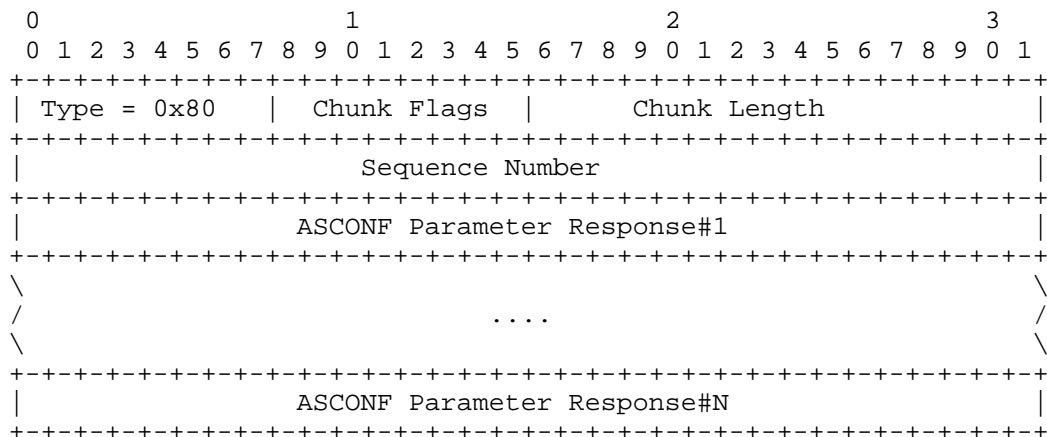 0                   1                   2                   3
0 1 2 3 4 5 6 7 8 9 0 1 2 3 4 5 6 7 8 9 0 1 2 3 4 5 6 7 8 9 0 1
+-+-+-+-+-+-+-+-+-+-+-+-+-+-+-+-+-+-+-+-+-+-+-+-+-+-+-+-+-+-+-+-+
| Type = 0x80   |  Chunk Flags  |      Chunk Length             |
+-+-+-+-+-+-+-+-+-+-+-+-+-+-+-+-+-+-+-+-+-+-+-+-+-+-+-+-+-+-+-+-+
|                     Sequence Number                           |
+-+-+-+-+-+-+-+-+-+-+-+-+-+-+-+-+-+-+-+-+-+-+-+-+-+-+-+-+-+-+-+-+
|                 ASCONF Parameter Response#1                   |
+-+-+-+-+-+-+-+-+-+-+-+-+-+-+-+-+-+-+-+-+-+-+-+-+-+-+-+-+-+-+-+-+
\                                                               \
/                             ....                              /
\                                                               \
+-+-+-+-+-+-+-+-+-+-+-+-+-+-+-+-+-+-+-+-+-+-+-+-+-+-+-+-+-+-+-+-+
|                 ASCONF Parameter Response#N                   |
+-+-+-+-+-+-+-+-+-+-+-+-+-+-+-+-+-+-+-+-+-+-+-+-+-+-+-+-+-+-+-+-+